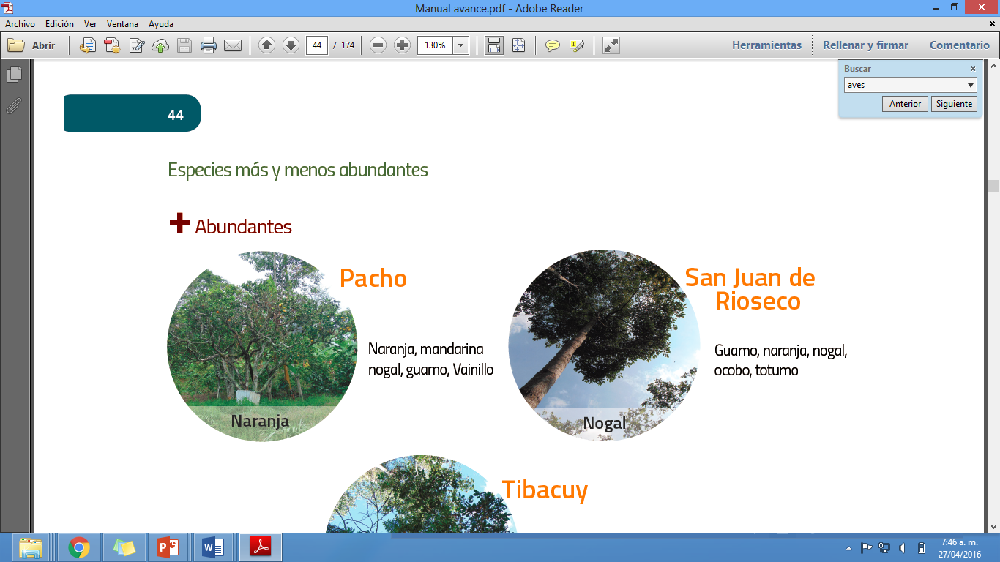 Manual avance.pdf - Adobe Reader
Archivo Edición Ver Ventana Ayuda
Abrir 44 / 174 130% Herramientas Rellenar y firmar Comentario
Buscar
aves
Anterior Siguiente
44
Especies más y menos abundantes
+ Abundantes
Pacho
Naranja, mandarina
nogal, guamo, Vainillo
Naranja
San Juan de
Rioseco
Guamo, naranja, nogal,
ocobo, totumo
Nogal
Tibacuy
7:46 a. m.
27/04/2016